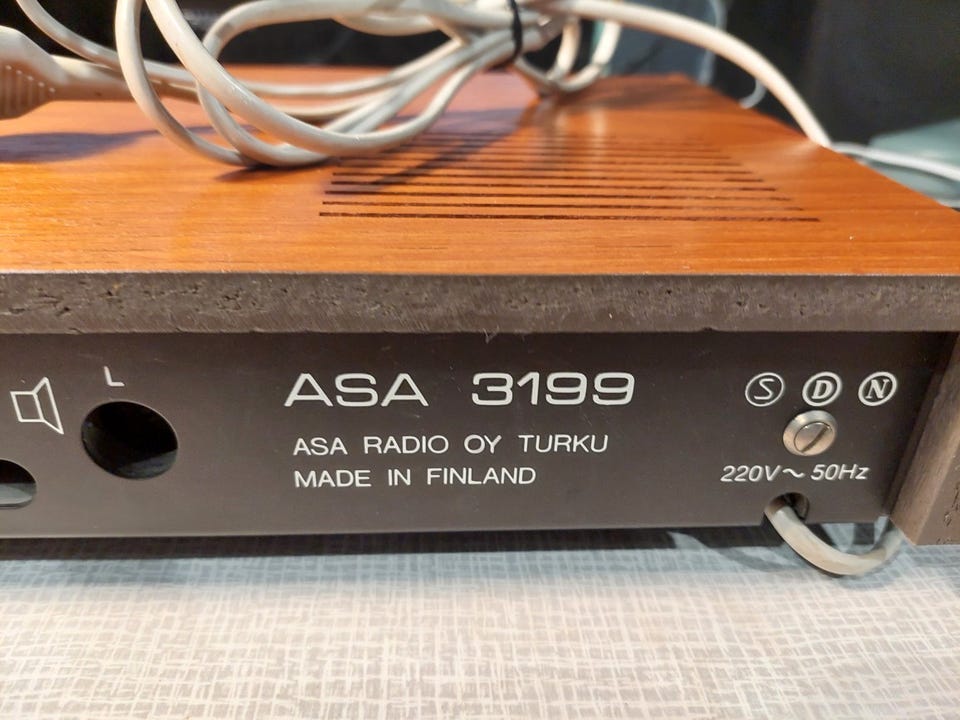 L
ASA 3199
S D N
ASA RADIO OY TURKU
MADE IN FINLAND
220V~ 50Hz